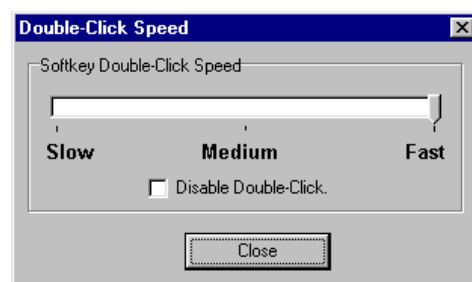 Double-Click Speed
Softkey Double-Click Speed
Slow Medium Fast
Disable Double-Click.
Close